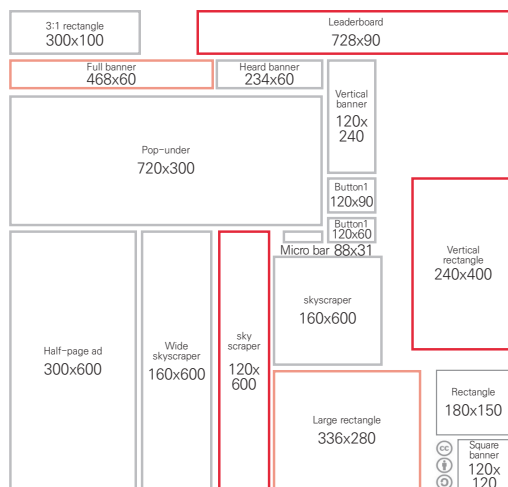 3:1 rectangle
300x100
Leaderboard
728x90
Full banner
468x60
Heard banner
234x60
Vertical
banner
120x
240
Pop-under
720x300
Button1
120x90
Button1
120x60
Micro bar 88x31
Vertical
rectangle
240x400
skyscraper
160x600
Half-page ad
300x600
Wide
skyscraper
160x600
sky
scraper
120x
600
Large rectangle
336x280
Rectangle
180x150
cc
Square
banner
120x
120